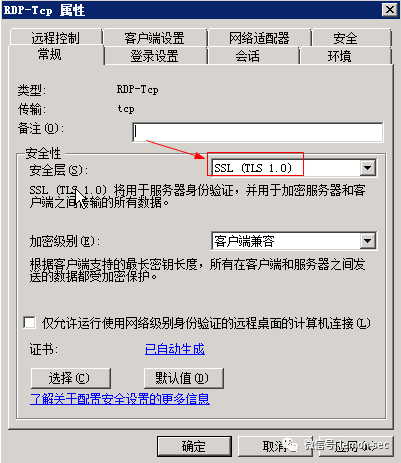 RDP-Tcp 属性
远程控制 客户端设置 网络适配器 安全
常规 登录设置 会话 环境
类型: RDP-Tcp
传输: tcp
备注(O):
安全性
安全层(S): SSL (TLS 1.0)
SSL (TLS 1.0) 将用于服务器身份验证，并用于加密服务器和客
户端之间传输的所有数据。
加密级别(E): 客户端兼容
根据客户端支持的最长密钥长度，所有在客户端和服务器之间发
送的数据都受加密保护。
仅允许运行使用网络级别身份验证的远程桌面的计算机连接(L)
证书: 已自动生成
选择(C) 默认值(D)
了解关于配置安全设置的更多信息
确定 取消 应用(A)
微信号